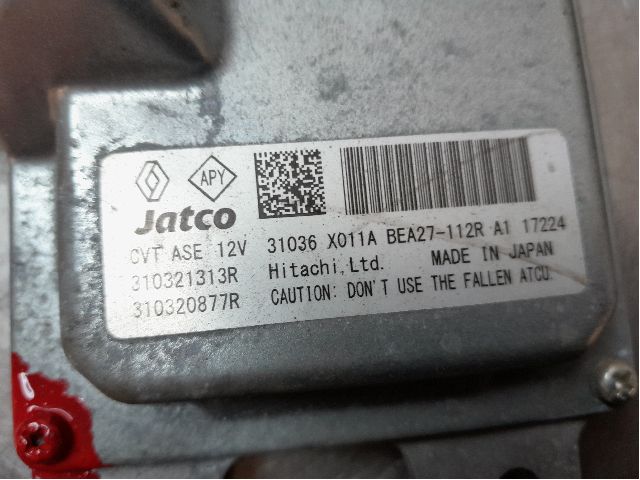 APY
Jatco
CVT ASE 12V 31036 X011A BEA27-112R A1 17224
310321313R Hitachi,Ltd. MADE IN JAPAN
310320877R CAUTION: DON'T USE THE FALLEN ATCU.